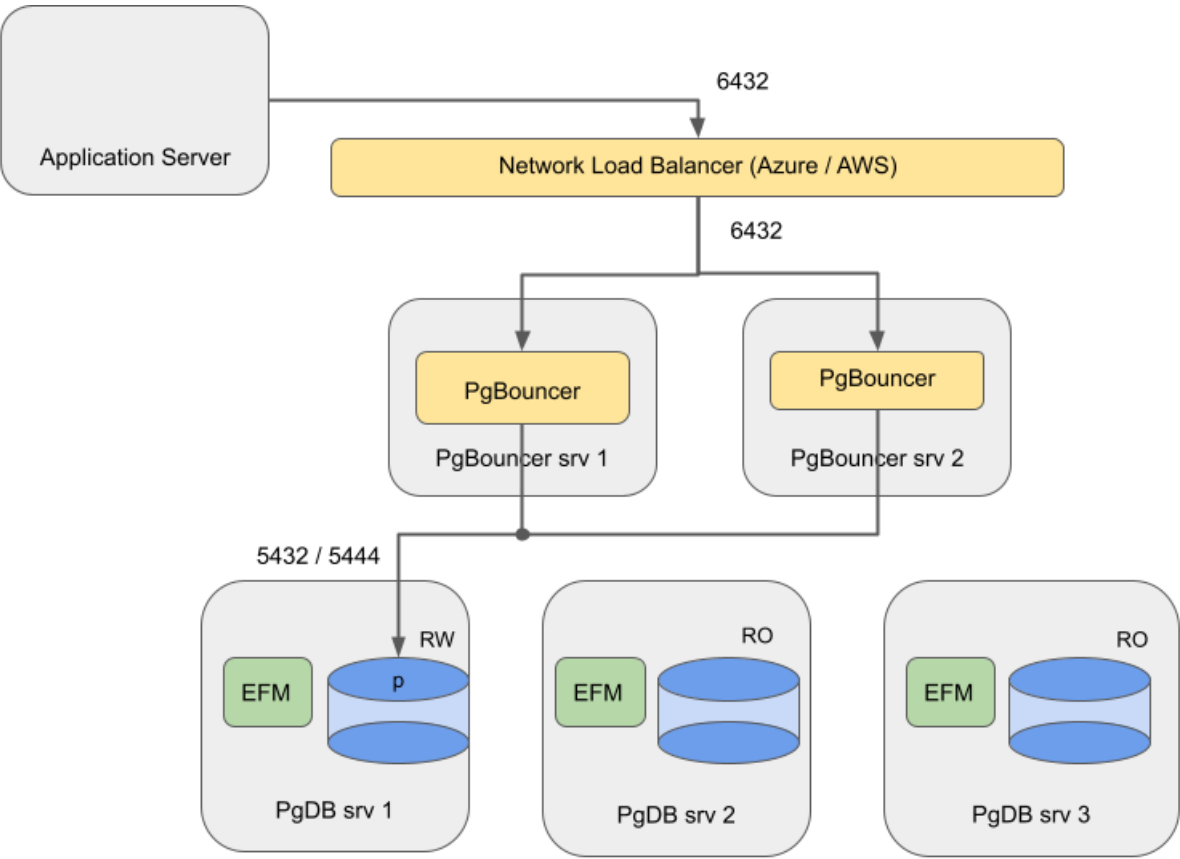 6432
Application Server
Network Load Balancer (Azure / AWS)
6432
PgBouncer
PgBouncer
PgBouncer srv 1
PgBouncer srv 2
5432 / 5444
RW
RO
RO
EFM
p
EFM
EFM
PgDB srv 1
PgDB srv 2
PgDB srv 3